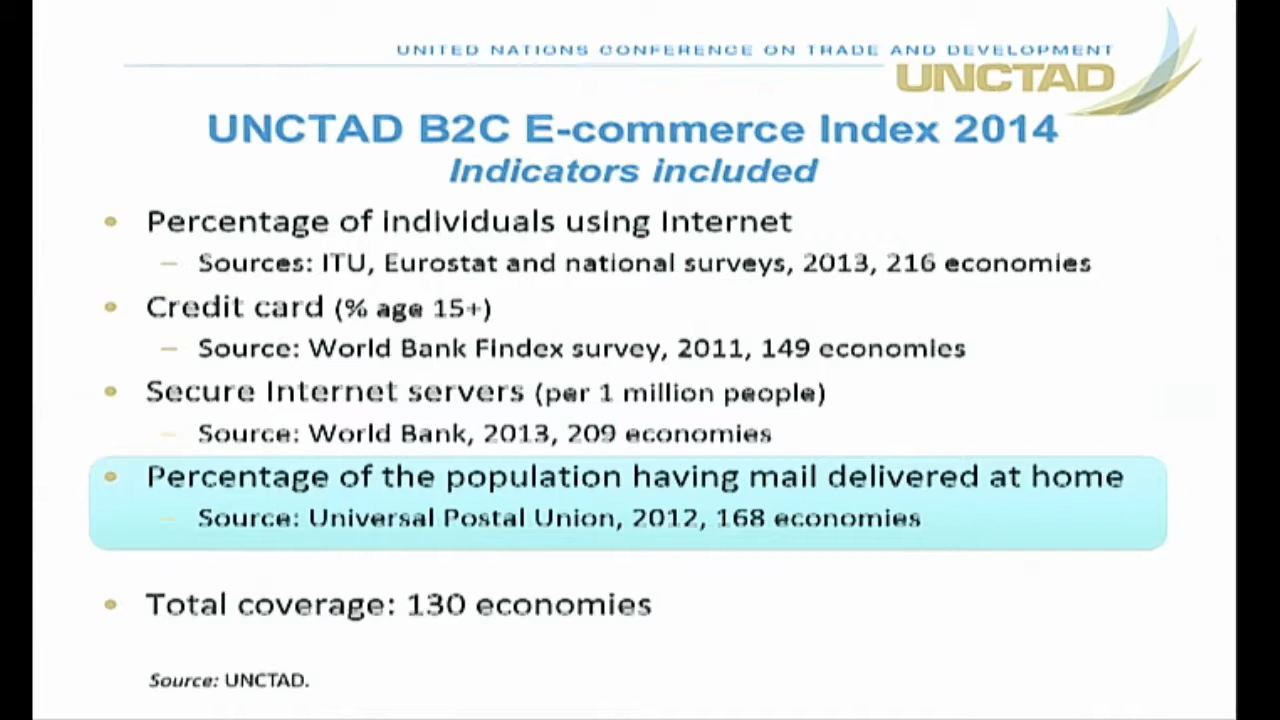 UNITED NATIONS CONFERENCE ON TRADE AND DEVELOPMENT
UNCTAD
UNCTAD B2C E-commerce Index 2014
Indicators included
• Percentage of individuals using Internet
– Sources: ITU, Eurostat and national surveys, 2013, 216 economies
• Credit card (% age 15+)
– Source: World Bank Findex survey, 2011, 149 economies
• Secure Internet servers (per 1 million people)
– Source: World Bank, 2013, 209 economies
• Percentage of the population having mail delivered at home
– Source: Universal Postal Union, 2012, 168 economies
• Total coverage: 130 economies
Source: UNCTAD.